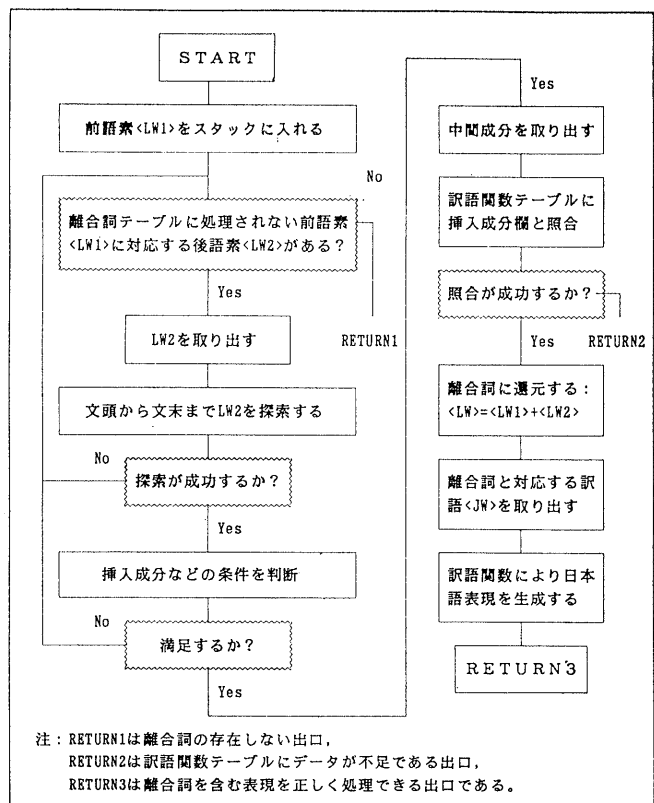 START
前語素<LW1>をスタックに入れる
No
離合詞テーブルに処理されない前語素
<LW1>に対応する後語素<LW2>がある？
Yes
RETURN1
LW2を取り出す
文頭から文末までLW2を探索する
No
探索が成功するか？
Yes
挿入成分などの条件を判断
No
満足するか？
Yes
Yes
中間成分を取り出す
訳語関数テーブルに
挿入成分欄と照合
照合が成功するか？
Yes
RETURN2
離合詞に還元する：
<LW>=<LW1>+<LW2>
離合詞と対応する訳
語<JW>を取り出す
訳語関数により日本
語表現を生成する
RETURN3
注：RETURN1は離合詞の存在しない出口，
RETURN2は訳語関数テーブルにデータが不足である出口，
RETURN3は離合詞を含む表現を正しく処理できる出口である。